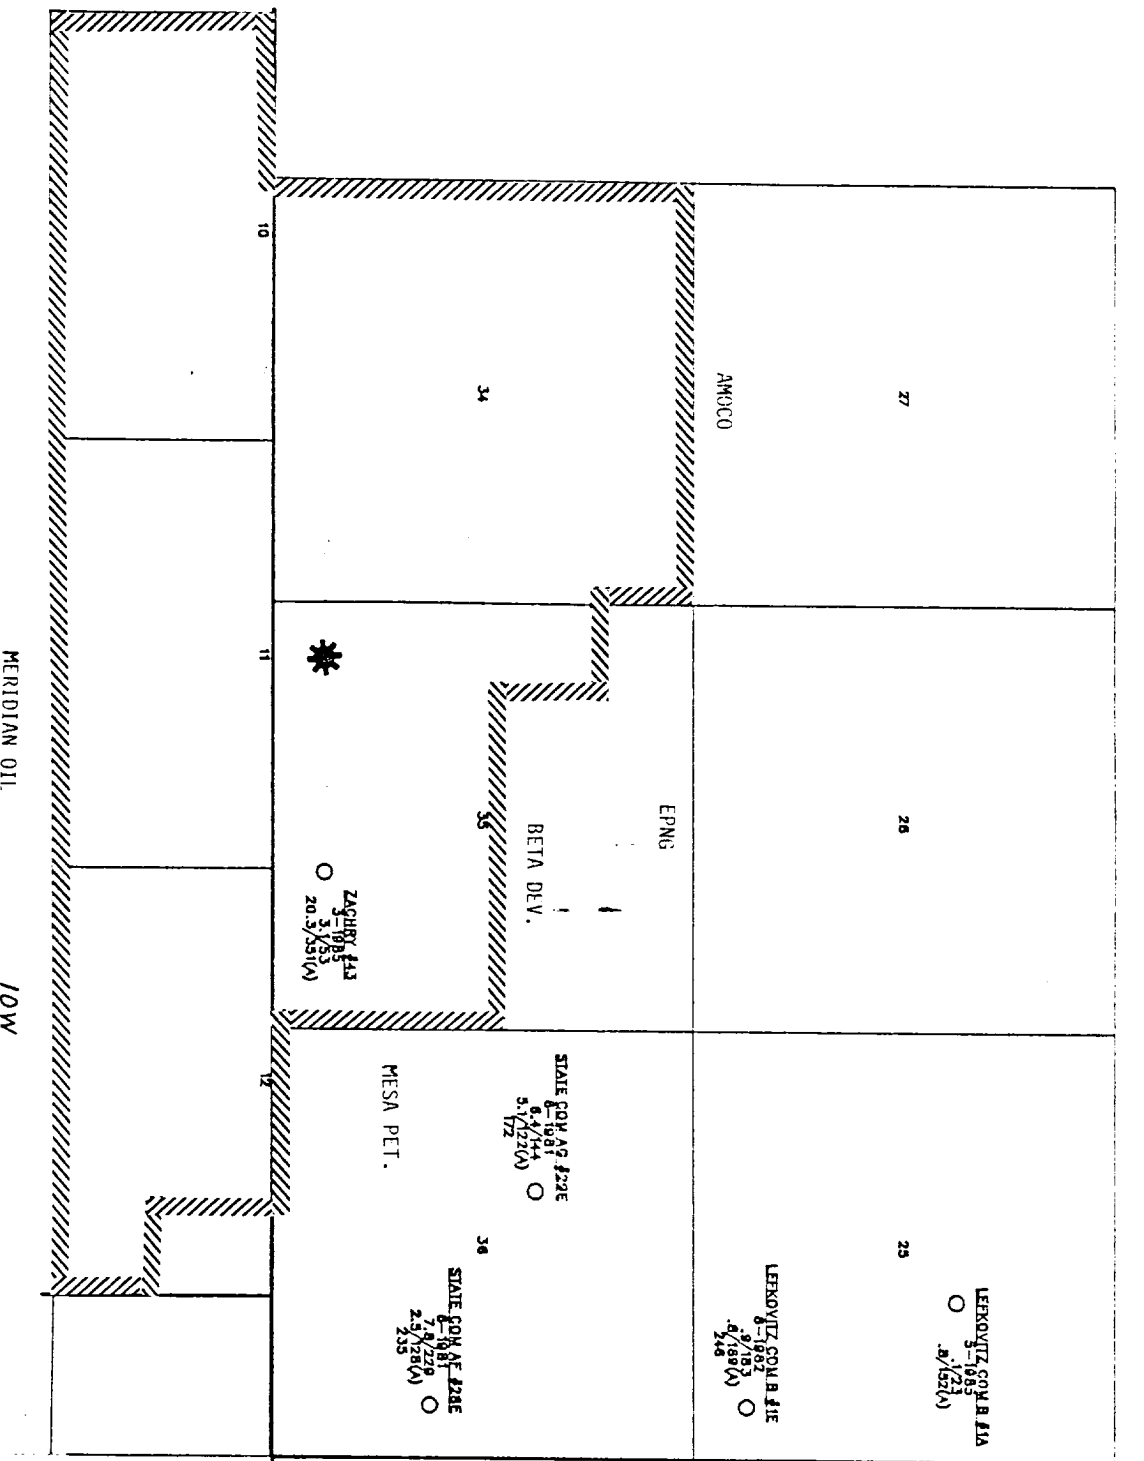 27
26
25
LEFKOVITZ COM B #1A
5-1985
.1/23
.8/152(A)
LEFKOVITZ COM B #1E
8-1982
.9/183
.8/189(A)
246
AMOCO
EPNG
BETA DEV.
34
35
36
STATE COM AG #22E
8-1981
6.4/144
5.1/122(A)
172
STATE COM AF #28E
8-1981
7.8/229
2.5/128(A)
235
MESA PET.
ZACHRY #43
3-1985
3.1/53
20.3/351(A)
10
11
12
MERIDIAN OIL
10W